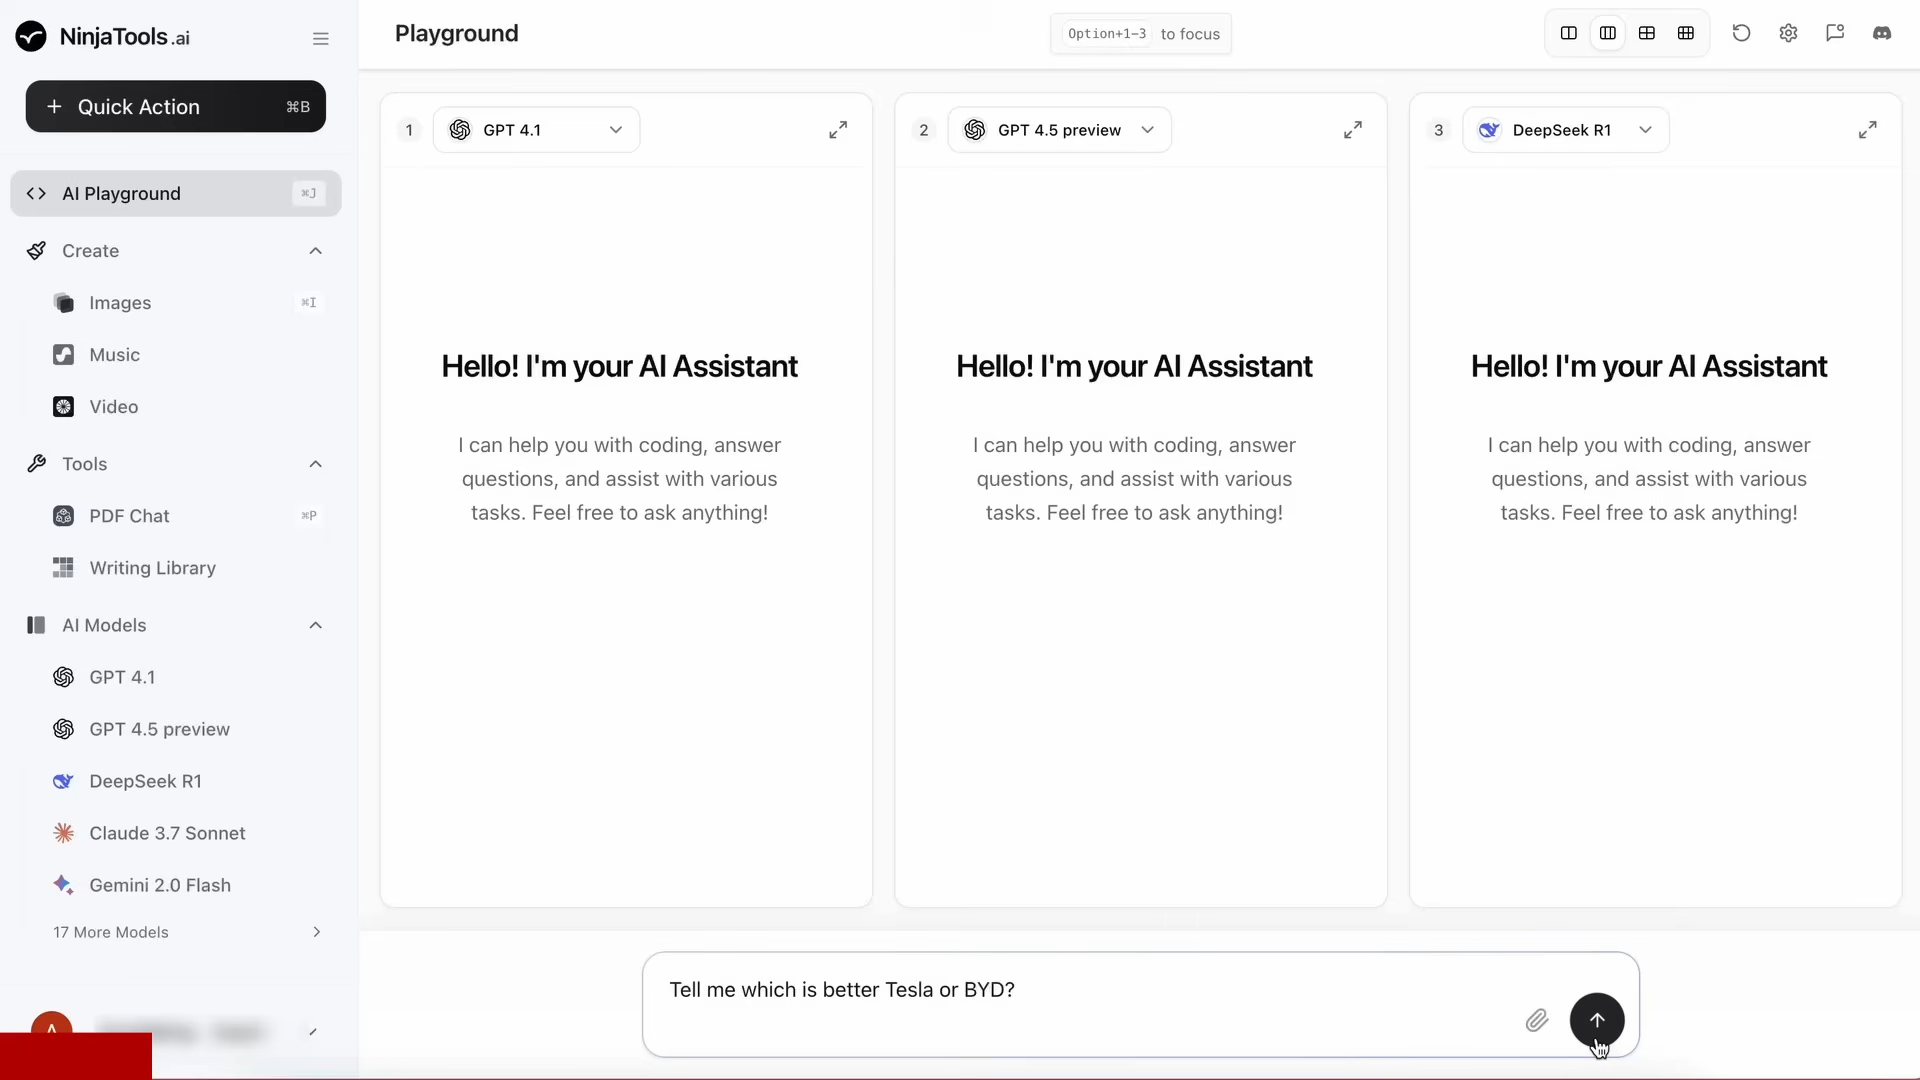 NinjaTools.ai
Quick Action ⌘B
AI Playground ⌘J
Create
Images ⌘I
Music
Video
Tools
PDF Chat ⌘P
Writing Library
AI Models
GPT 4.1
GPT 4.5 preview
DeepSeek R1
Claude 3.7 Sonnet
Gemini 2.0 Flash
17 More Models
Playground
Option+1–3 to focus
1 GPT 4.1
Hello! I'm your AI Assistant
I can help you with coding, answer
questions, and assist with various
tasks. Feel free to ask anything!
2 GPT 4.5 preview
Hello! I'm your AI Assistant
I can help you with coding, answer
questions, and assist with various
tasks. Feel free to ask anything!
3 DeepSeek R1
Hello! I'm your AI Assistant
I can help you with coding, answer
questions, and assist with various
tasks. Feel free to ask anything!
Tell me which is better Tesla or BYD?